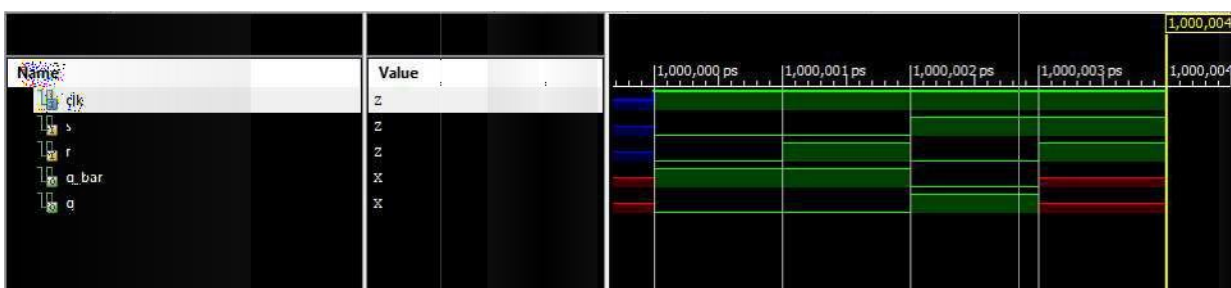 1,000,004
Name Value
1,000,000 ps 1,000,001 ps 1,000,002 ps 1,000,003 ps 1,000,004
clk Z
s Z
r Z
q_bar X
q X